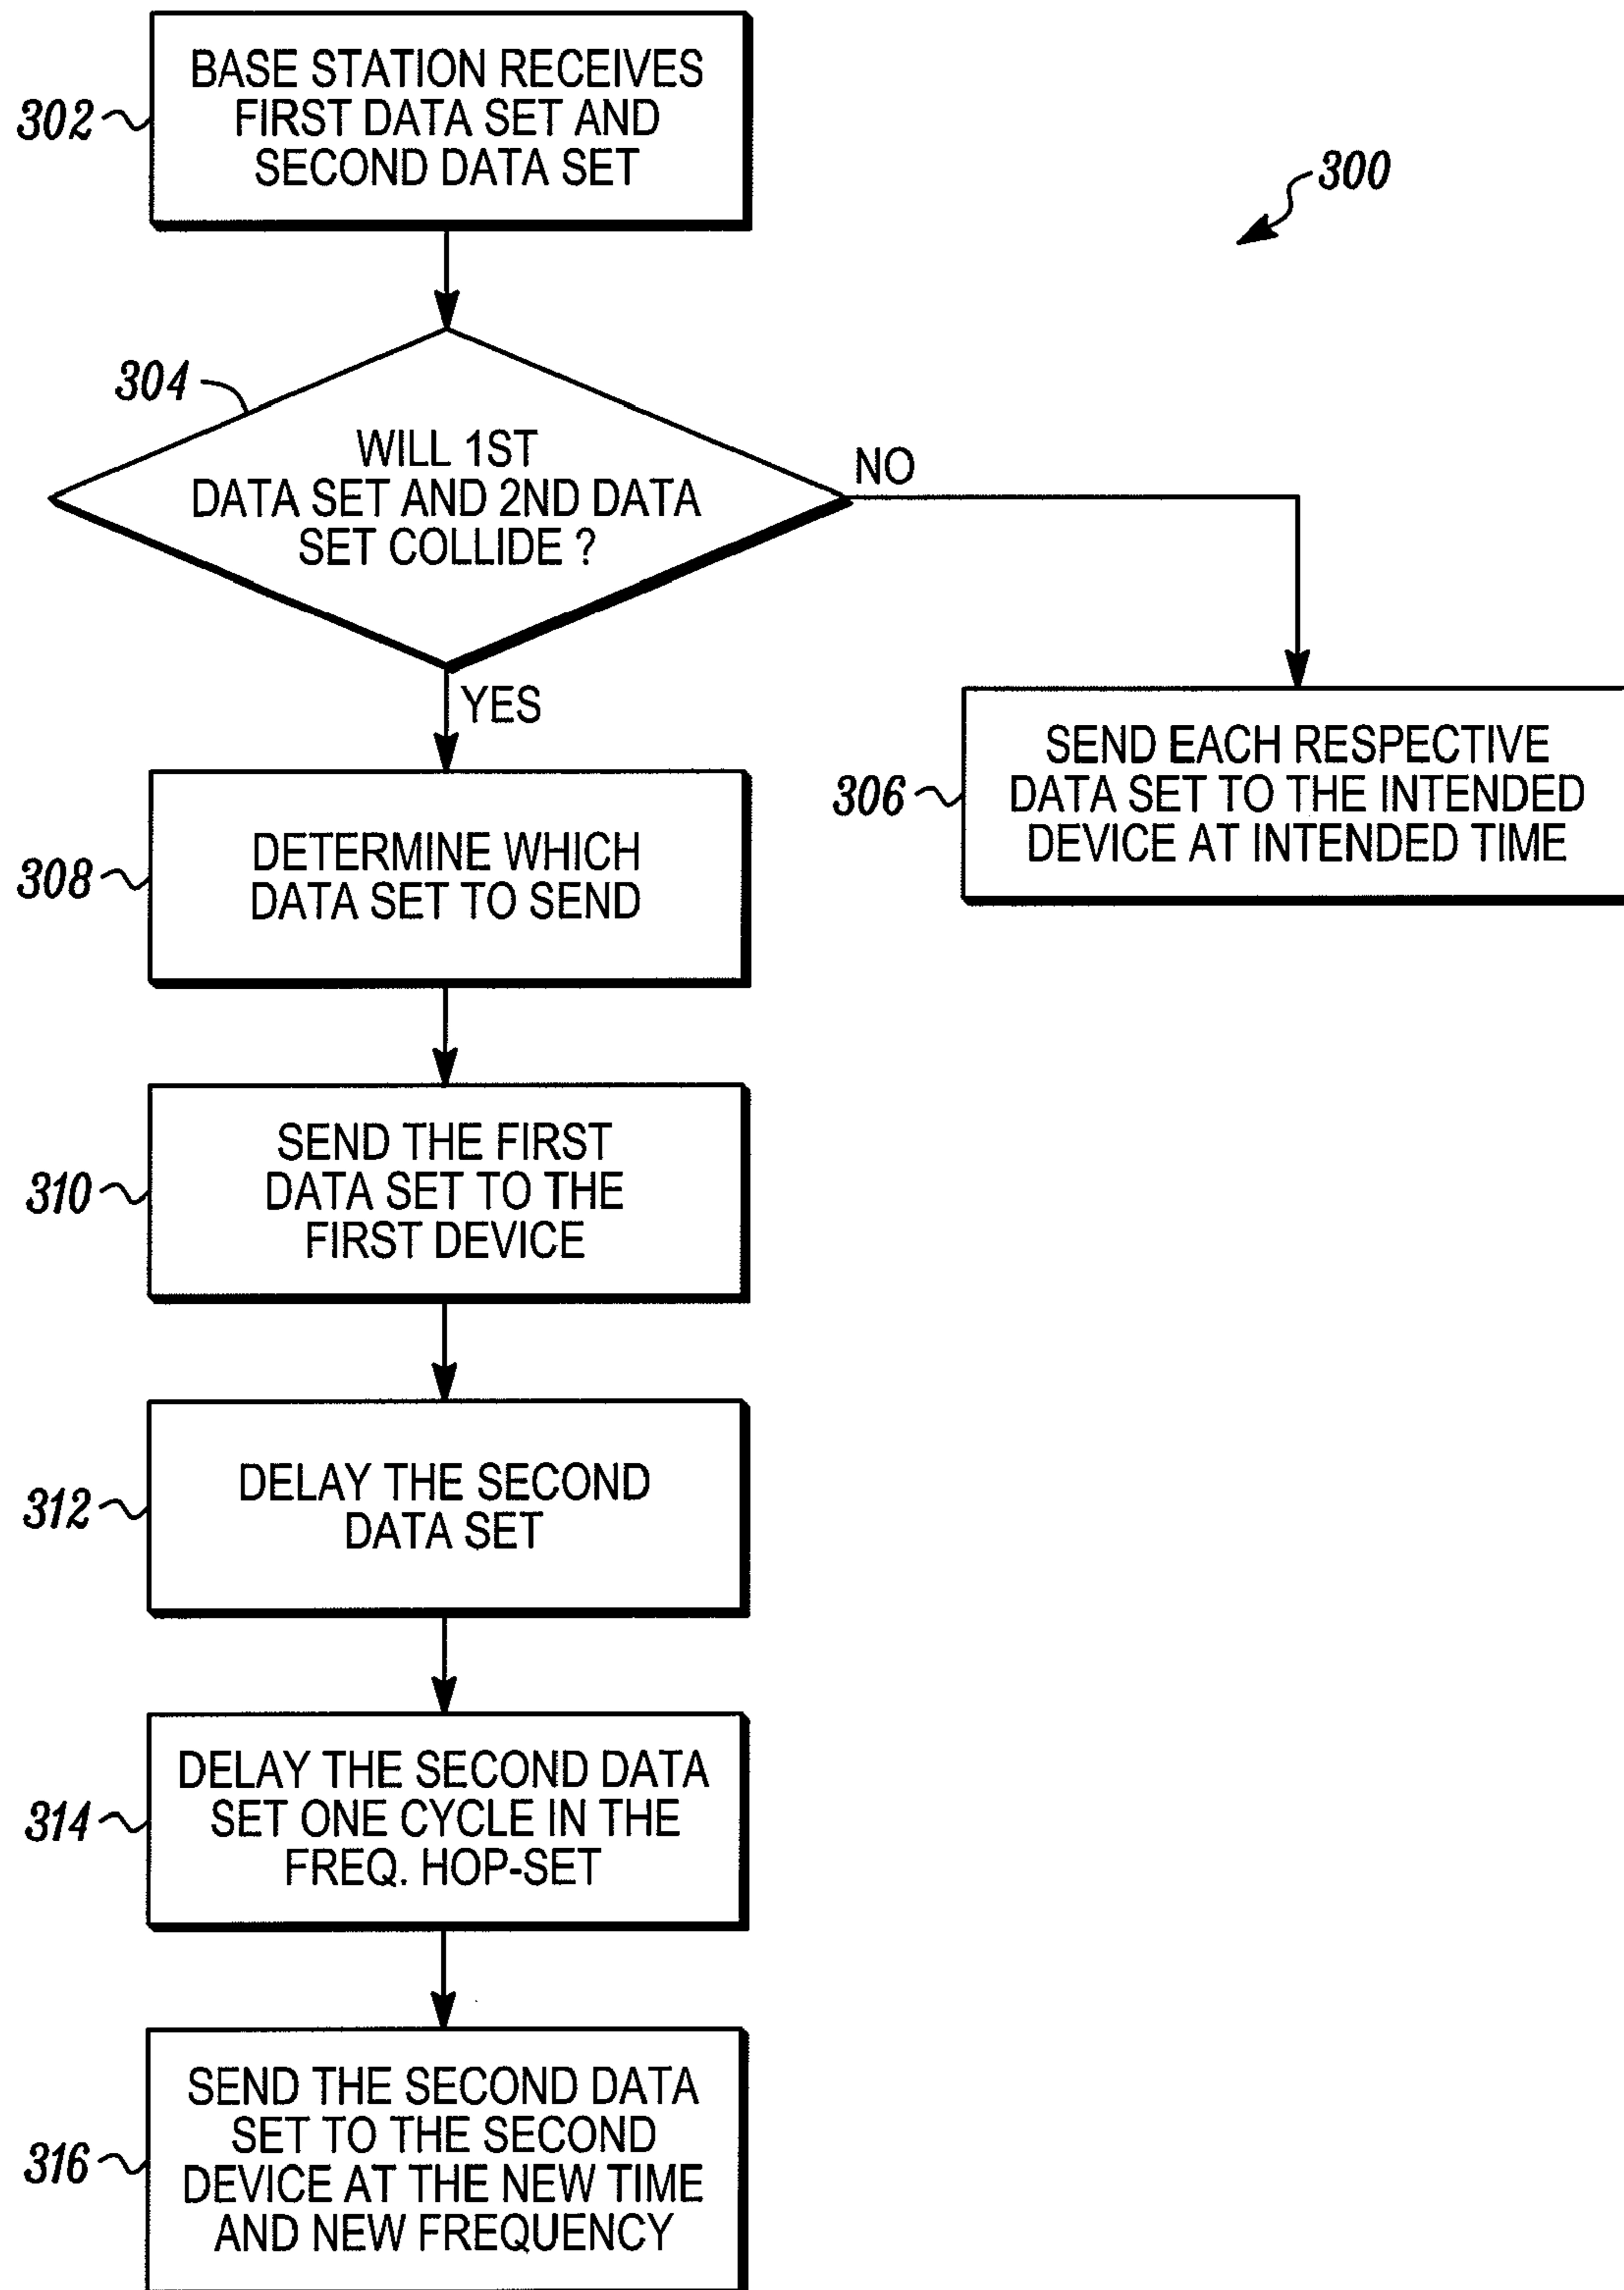 302
BASE STATION RECEIVES
FIRST DATA SET AND
SECOND DATA SET
300
304
WILL 1ST
DATA SET AND 2ND DATA
SET COLLIDE ?
NO
YES
306
SEND EACH RESPECTIVE
DATA SET TO THE INTENDED
DEVICE AT INTENDED TIME
308
DETERMINE WHICH
DATA SET TO SEND
310
SEND THE FIRST
DATA SET TO THE
FIRST DEVICE
312
DELAY THE SECOND
DATA SET
314
DELAY THE SECOND DATA
SET ONE CYCLE IN THE
FREQ. HOP-SET
316
SEND THE SECOND DATA
SET TO THE SECOND
DEVICE AT THE NEW TIME
AND NEW FREQUENCY